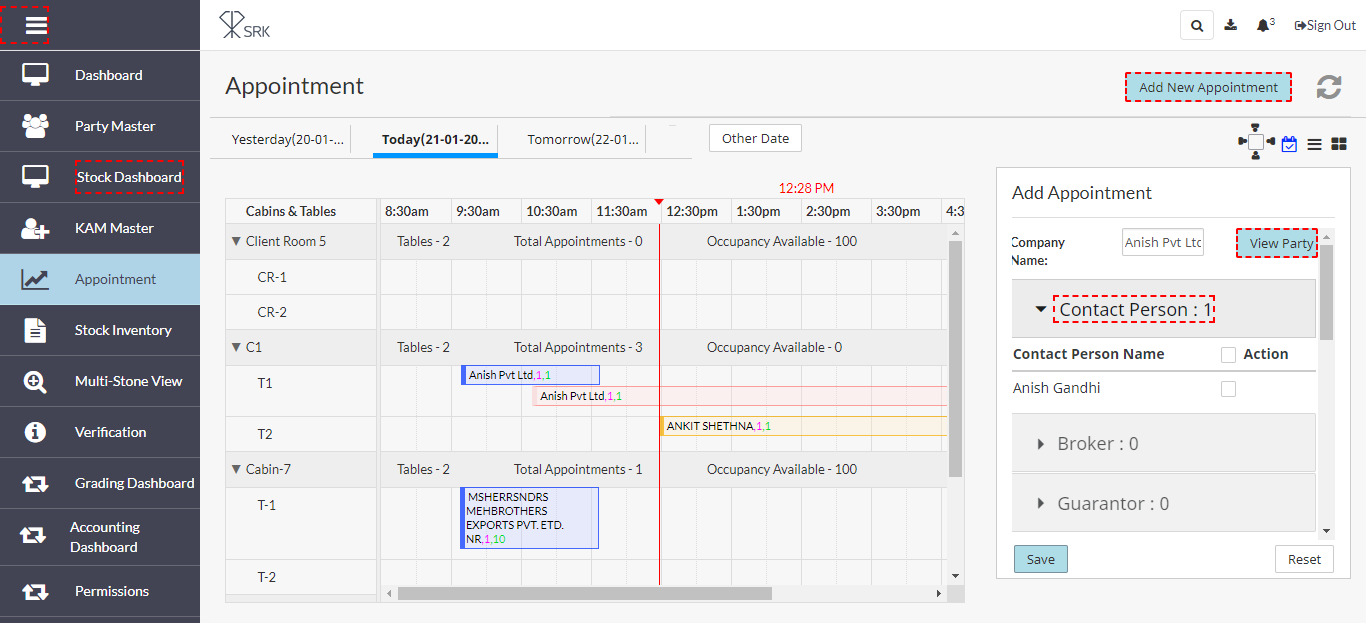 SRK
3
Sign Out
Dashboard
Party Master
Stock Dashboard
KAM Master
Appointment
Stock Inventory
Multi-Stone View
Verification
Grading Dashboard
Accounting
Dashboard
Permissions
Appointment
Add New Appointment
Yesterday(20-01-...
Today(21-01-20...
Tomorrow(22-01...
Other Date
12:28 PM
Cabins & Tables
8:30am
9:30am
10:30am
11:30am
12:30pm
1:30pm
2:30pm
3:30pm
4:3
Client Room 5
Tables - 2
Total Appointments - 0
Occupancy Available - 100
CR-1
CR-2
C1
Tables - 2
Total Appointments - 3
Occupancy Available - 0
T1
Anish Pvt Ltd,1,1
Anish Pvt Ltd,1,1
T2
ANKIT SHETHNA,1,1
Cabin-7
Tables - 2
Total Appointments - 1
Occupancy Available - 100
T-1
MSHERRSNDRS
MEHBROTHERS
EXPORTS PVT. ETD.
NR,1,10
T-2
Add Appointment
Company
Name:
Anish Pvt Ltd
View Party
Contact Person : 1
Contact Person Name
Action
Anish Gandhi
Broker : 0
Guarantor : 0
Save
Reset